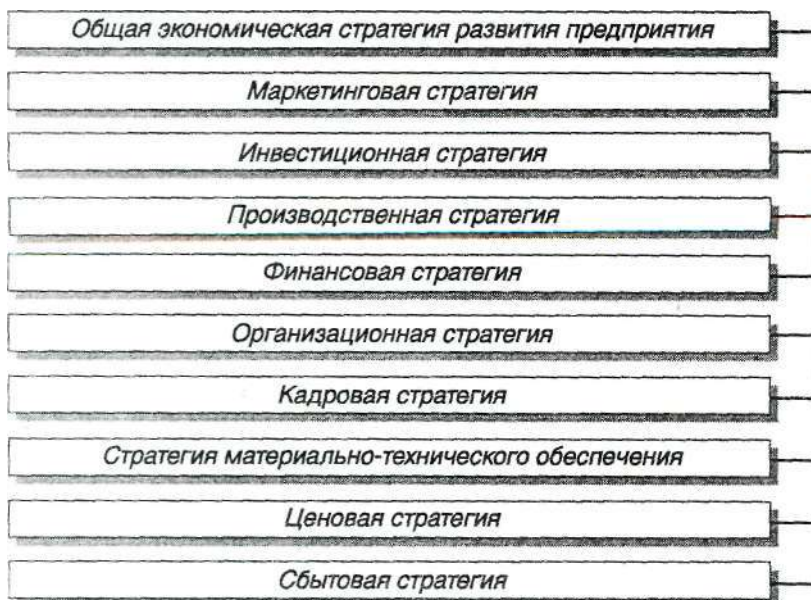 Общая экономическая стратегия развития предприятия
Маркетинговая стратегия
Инвестиционная стратегия
Производственная стратегия
Финансовая стратегия
Организационная стратегия
Кадровая стратегия
Стратегия материально-технического обеспечения
Ценовая стратегия
Сбытовая стратегия